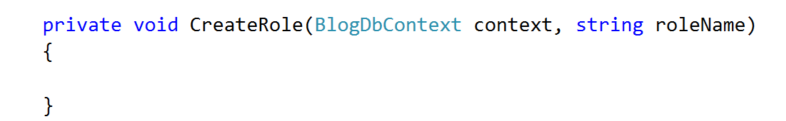 private void CreateRole(BlogDbContext context, string roleName)
{
}